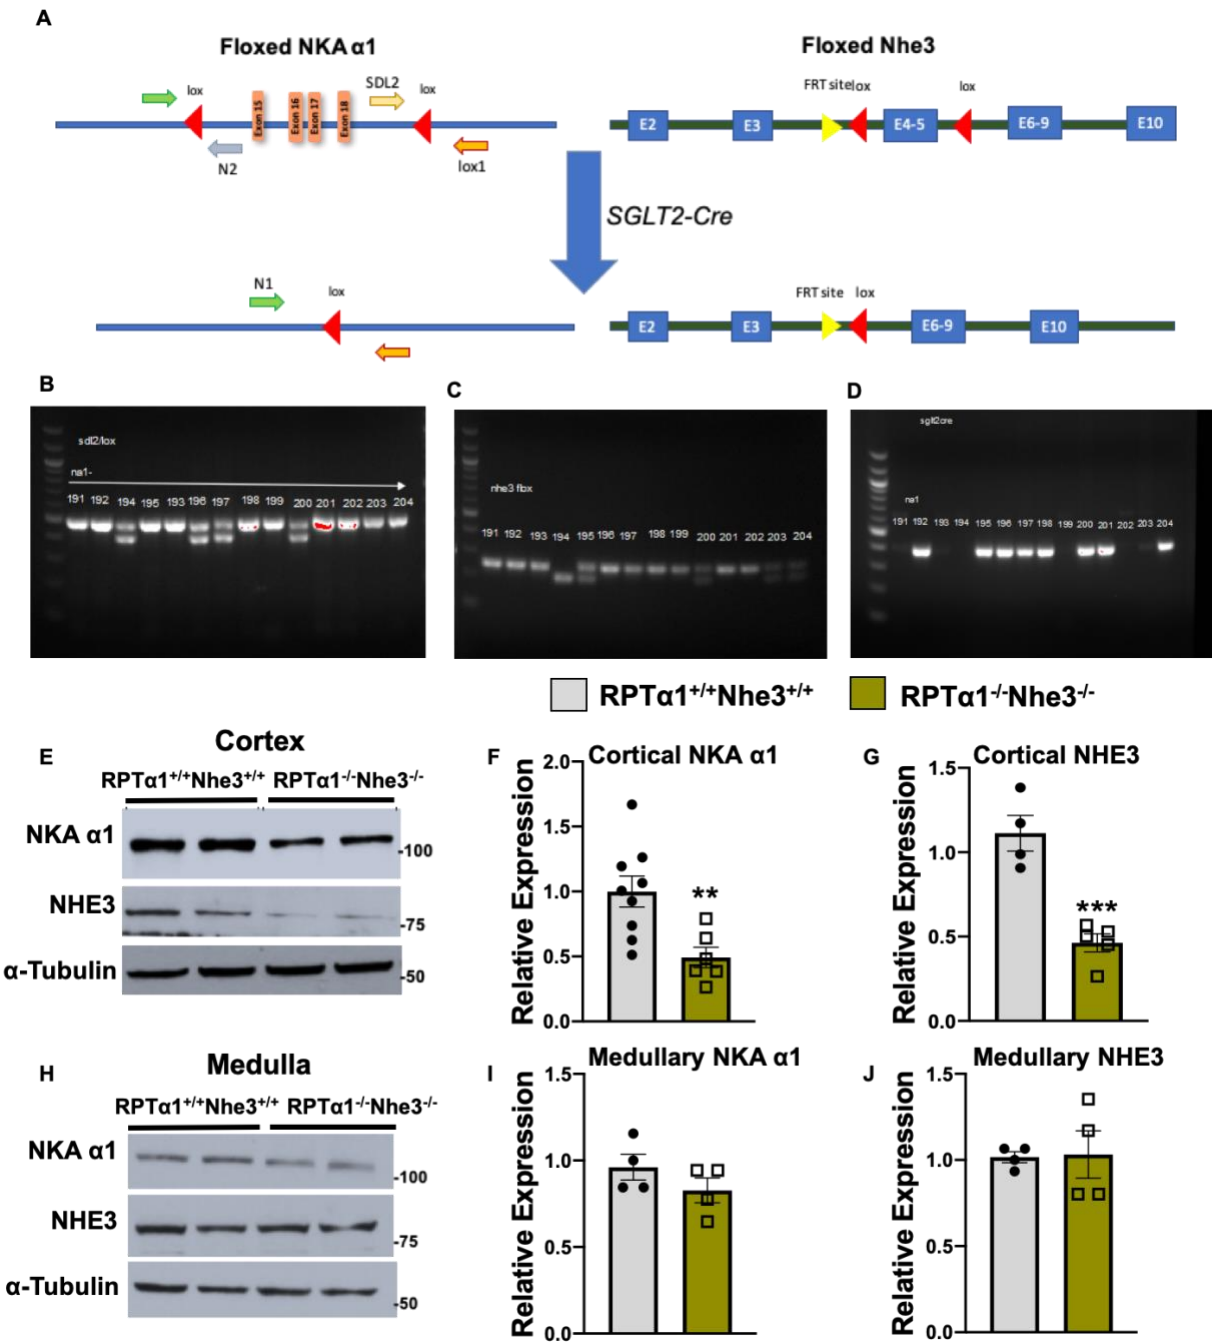 A
Floxed NKA α1
Floxed Nhe3
lox
SDL2
lox
Exon 15
Exon 16
Exon 17
Exon 18
N2
lox1
FRT site lox
lox
E2
E3
E4-5
E6-9
E10
SGLT2-Cre
N1
lox
FRT site
lox
E2
E3
E6-9
E10
B
sdl2/lox
na1-
191 192 194 195 193 196 197 198 199 200 201 202 203 204
C
nhe3 flox
191 192 193 194 195 196 197 198 199 200 201 202 203 204
D
sglt2cre
na1
191 192 193 194 195 196 197 198 199 200 201 202 203 204
RPTα1+/+Nhe3+/+
RPTα1-/-Nhe3-/-
E
Cortex
RPTα1+/+Nhe3+/+ RPTα1-/-Nhe3-/-
NKA α1
-100
NHE3
-75
α-Tubulin
-50
F
Cortical NKA α1
Relative Expression
2.0
1.5
1.0
0.5
0.0
**
G
Cortical NHE3
Relative Expression
1.5
1.0
0.5
0.0
***
H
Medulla
RPTα1+/+Nhe3+/+ RPTα1-/-Nhe3-/-
NKA α1
-100
NHE3
-75
α-Tubulin
-50
I
Medullary NKA α1
Relative Expression
1.5
1.0
0.5
0.0
J
Medullary NHE3
Relative Expression
1.5
1.0
0.5
0.0